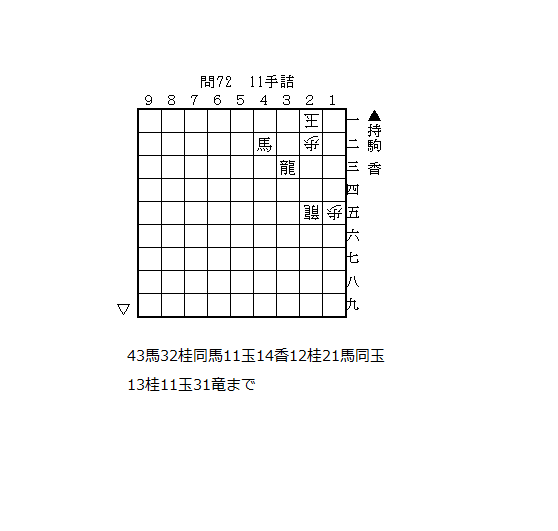 問72 11手詰
9 8 7 6 5 4 3 2 1
玉 一
馬 歩 二
龍 三
四
龍 歩 五
六
七
八
九
▲持駒 香
▽
43馬32桂同馬11玉14香12桂21馬同玉
13桂11玉31竜まで